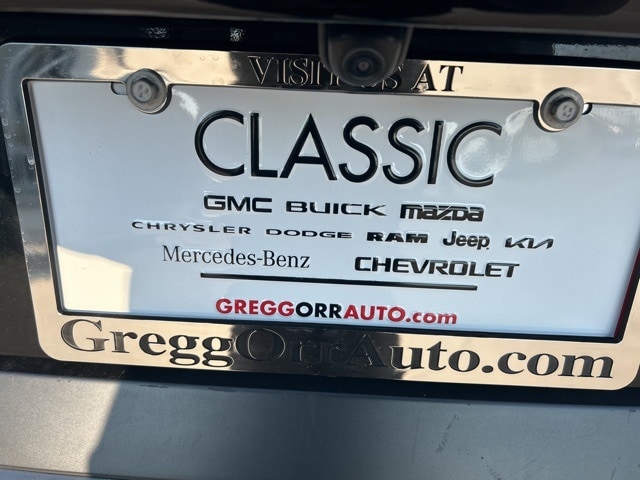 VISIT US AT
CLASSIC
GMC BUICK mazda
CHRYSLER DODGE RAM Jeep KIA
Mercedes-Benz CHEVROLET
GREGGORRAUTO.com
GreggOrrAuto.com